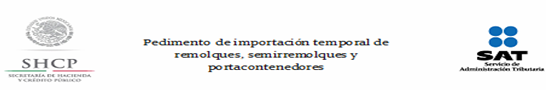 Pedimento de importación temporal de
remolques, semirremolques y
portacontenedores
SHCP
SECRETARÍA DE HACIENDA
Y CRÉDITO PÚBLICO
SAT
Servicio de
Administración Tributaria